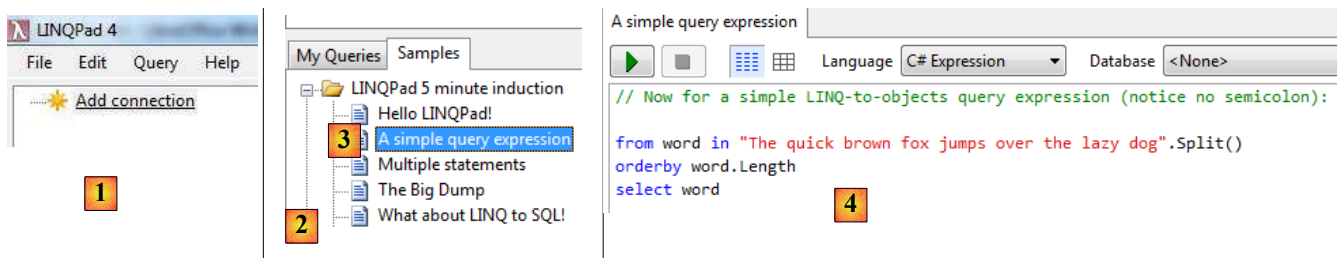 LINQPad 4
File Edit Query Help
Add connection
1
My Queries Samples
LINQPad 5 minute induction
Hello LINQPad!
3 A simple query expression
Multiple statements
The Big Dump
What about LINQ to SQL!
2
A simple query expression
Language C# Expression Database <None>
// Now for a simple LINQ-to-objects query expression (notice no semicolon):
from word in "The quick brown fox jumps over the lazy dog".Split()
orderby word.Length
select word
4